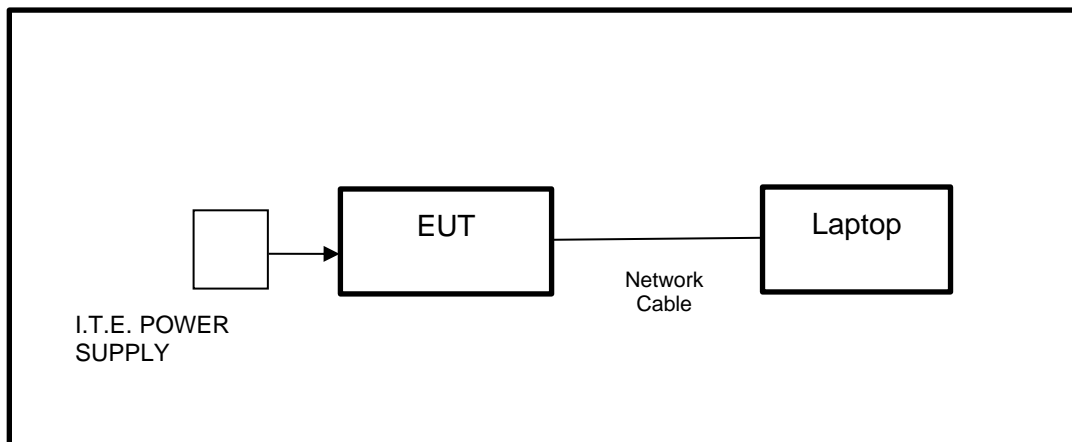 EUT
Laptop
Network
Cable
I.T.E. POWER
SUPPLY